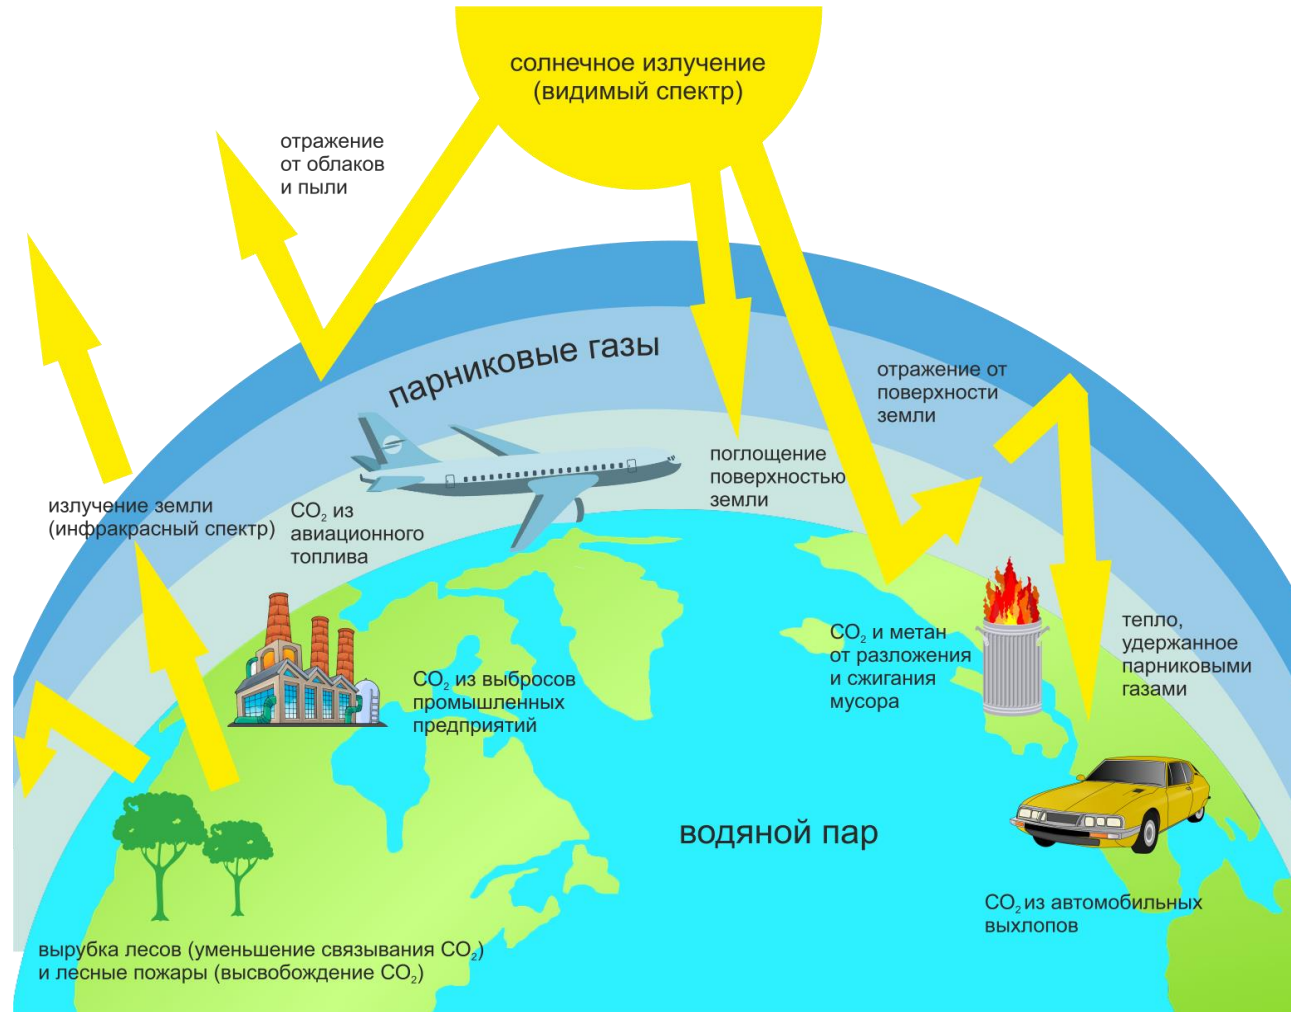 солнечное излучение
(видимый спектр)
отражение
от облаков
и пыли
парниковые газы
отражение от
поверхности
земли
поглощение
поверхностью
земли
излучение земли
(инфракрасный спектр)
CO₂ из
авиационного
топлива
CO₂ и метан
от разложения
и сжигания
мусора
тепло,
удержанное
парниковыми
газами
CO₂ из выбросов
промышленных
предприятий
водяной пар
CO₂ из автомобильных
выхлопов
вырубка лесов (уменьшение связывания CO₂)
и лесные пожары (высвобождение CO₂)